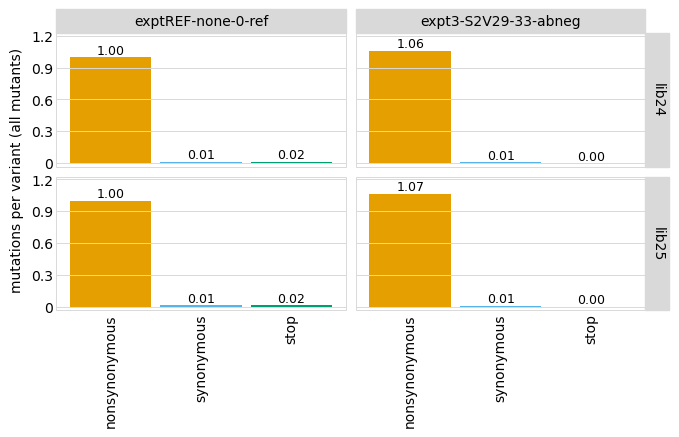 exptREF-none-0-ref expt3-S2V29-33-abneg
mutations per variant (all mutants)
1.2
0.9
0.6
0.3
0
1.00 0.01 0.02
1.06 0.01 0.00
lib24
1.2
0.9
0.6
0.3
0
1.00 0.01 0.02
1.07 0.01 0.00
lib25
nonsynonymous synonymous stop nonsynonymous synonymous stop